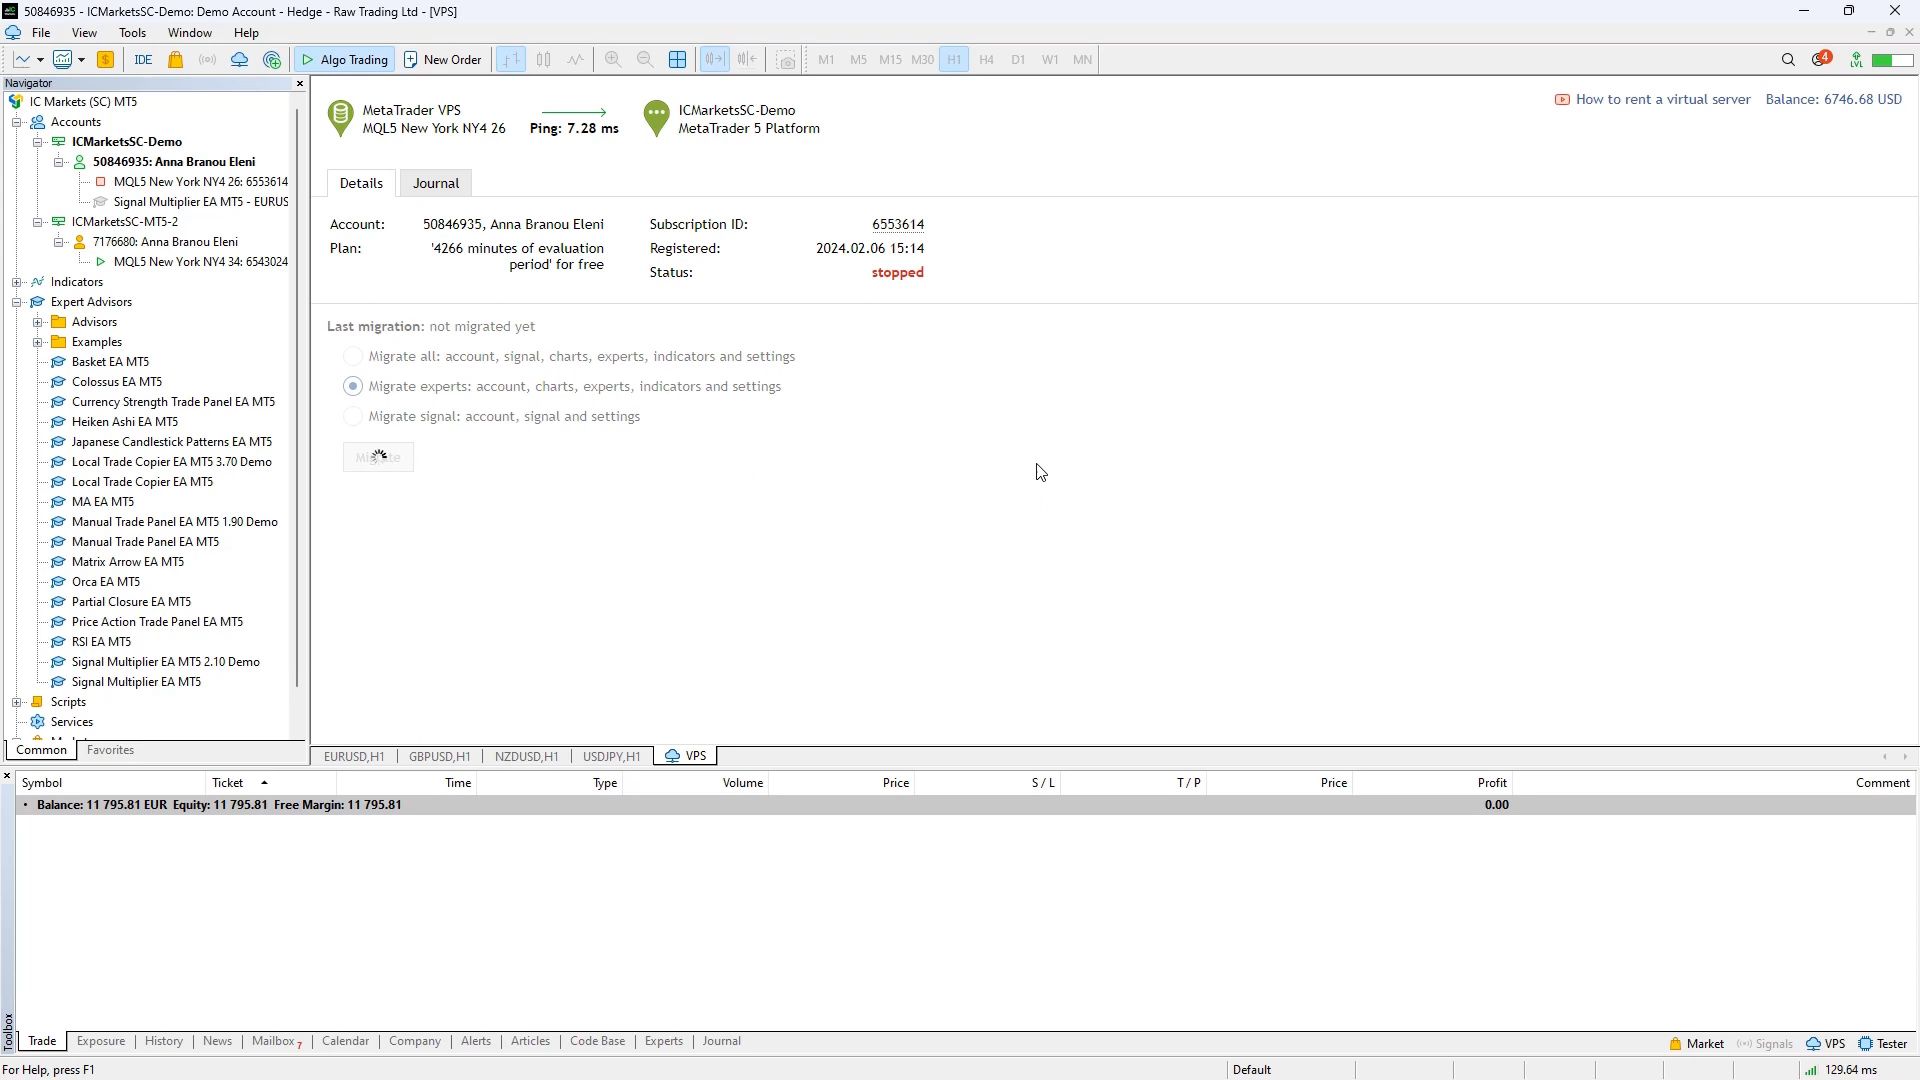 50846935 - ICMarketsSC-Demo: Demo Account - Hedge - Raw Trading Ltd - [VPS]
File View Tools Window Help
IDE Algo Trading New Order M1 M5 M15 M30 H1 H4 D1 W1 MN 4 LVL
Navigator
IC Markets (SC) MT5
Accounts
ICMarketsSC-Demo
50846935: Anna Branou Eleni
MQL5 New York NY4 26: 6553614
Signal Multiplier EA MT5 - EURUS
ICMarketsSC-MT5-2
7176680: Anna Branou Eleni
MQL5 New York NY4 34: 6543024
Indicators
Expert Advisors
Advisors
Examples
Basket EA MT5
Colossus EA MT5
Currency Strength Trade Panel EA MT5
Heiken Ashi EA MT5
Japanese Candlestick Patterns EA MT5
Local Trade Copier EA MT5 3.70 Demo
Local Trade Copier EA MT5
MA EA MT5
Manual Trade Panel EA MT5 1.90 Demo
Manual Trade Panel EA MT5
Matrix Arrow EA MT5
Orca EA MT5
Partial Closure EA MT5
Price Action Trade Panel EA MT5
RSI EA MT5
Signal Multiplier EA MT5 2.10 Demo
Signal Multiplier EA MT5
Scripts
Services
Common Favorites
MetaTrader VPS
MQL5 New York NY4 26
Ping: 7.28 ms
ICMarketsSC-Demo
MetaTrader 5 Platform
How to rent a virtual server Balance: 6746.68 USD
Details Journal
Account: 50846935, Anna Branou Eleni Subscription ID: 6553614
Plan: '4266 minutes of evaluation Registered: 2024.02.06 15:14
period' for free Status: stopped
Last migration: not migrated yet
Migrate all: account, signal, charts, experts, indicators and settings
Migrate experts: account, charts, experts, indicators and settings
Migrate signal: account, signal and settings
Migrate
EURUSD,H1 GBPUSD,H1 NZDUSD,H1 USDJPY,H1 VPS
Symbol Ticket Time Type Volume Price S / L T / P Price Profit Comment
Balance: 11 795.81 EUR Equity: 11 795.81 Free Margin: 11 795.81 0.00
Toolbox
Trade Exposure History News Mailbox 7 Calendar Company Alerts Articles Code Base Experts Journal Market Signals VPS Tester
For Help, press F1 Default 129.64 ms